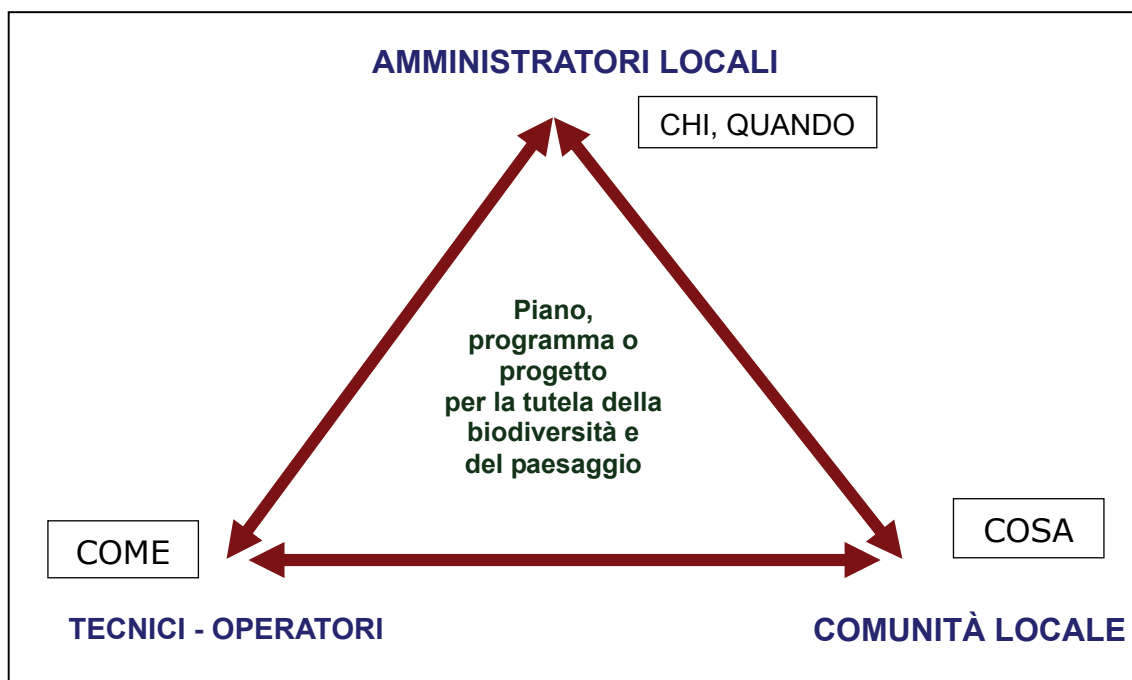 AMMINISTRATORI LOCALI
CHI, QUANDO
Piano,
programma o
progetto
per la tutela della
biodiversità e
del paesaggio
COME
COSA
TECNICI - OPERATORI
COMUNITÀ LOCALE